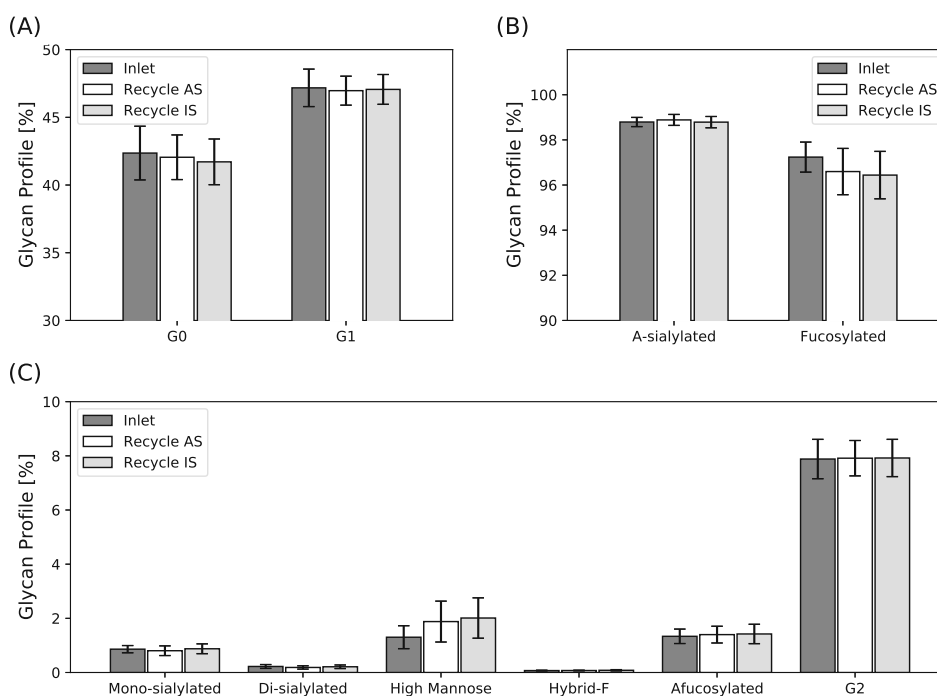 (A)
Glycan Profile [%]
50
45
40
35
30
Inlet
Recycle AS
Recycle IS
G0
G1
(B)
Glycan Profile [%]
100
98
96
94
92
90
Inlet
Recycle AS
Recycle IS
A-sialylated
Fucosylated
(C)
Glycan Profile [%]
10
8
6
4
2
0
Inlet
Recycle AS
Recycle IS
Mono-sialylated
Di-sialylated
High Mannose
Hybrid-F
Afucosylated
G2